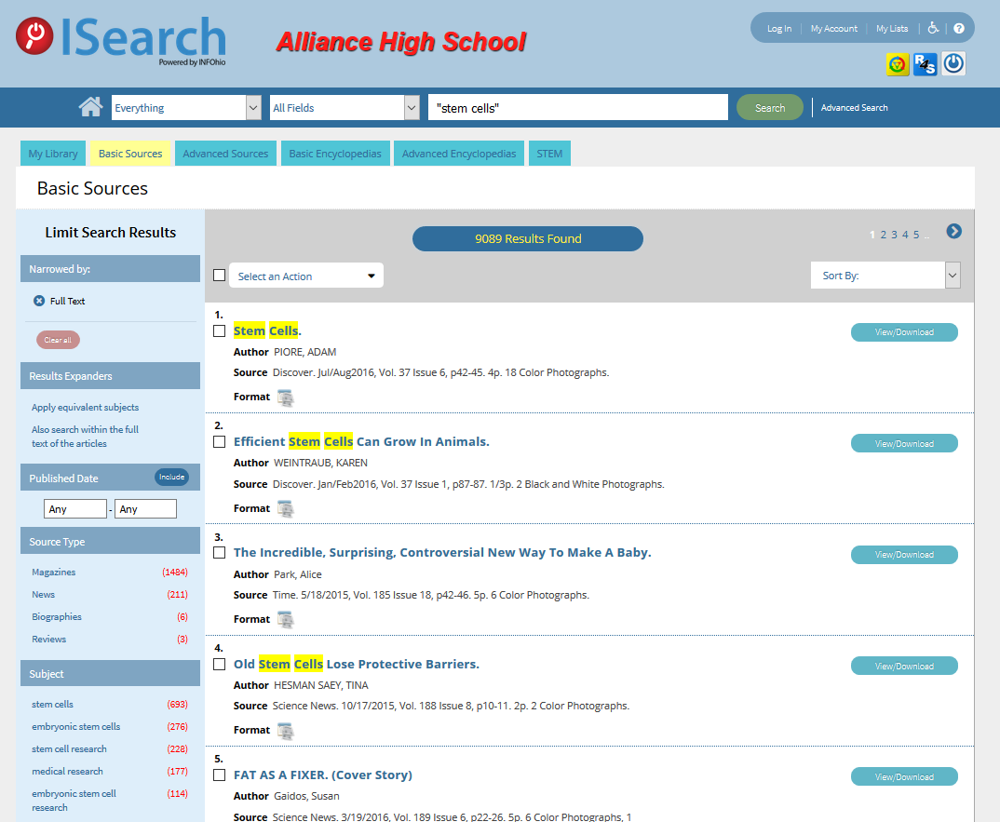 ISearch
Powered by INFOhio
Alliance High School
Log In | My Account | My Lists | | ?
R4S
Everything All Fields "stem cells" Search Advanced Search
My Library Basic Sources Advanced Sources Basic Encyclopedias Advanced Encyclopedias STEM
Basic Sources
Limit Search Results
Narrowed by:
Full Text
Clear all
Results Expanders
Apply equivalent subjects
Also search within the full
text of the articles
Published Date Include
Any - Any
Source Type
Magazines (1484)
News (211)
Biographies (6)
Reviews (3)
Subject
stem cells (693)
embryonic stem cells (276)
stem cell research (228)
medical research (177)
embryonic stem cell (114)
research
9089 Results Found
1 2 3 4 5 ..
Select an Action
Sort By:
1.
Stem Cells. View/Download
Author PIORE, ADAM
Source Discover. Jul/Aug2016, Vol. 37 Issue 6, p42-45. 4p. 18 Color Photographs.
Format
2.
Efficient Stem Cells Can Grow In Animals. View/Download
Author WEINTRAUB, KAREN
Source Discover. Jan/Feb2016, Vol. 37 Issue 1, p87-87. 1/3p. 2 Black and White Photographs.
Format
3.
The Incredible, Surprising, Controversial New Way To Make A Baby. View/Download
Author Park, Alice
Source Time. 5/18/2015, Vol. 185 Issue 18, p42-46. 5p. 6 Color Photographs.
Format
4.
Old Stem Cells Lose Protective Barriers. View/Download
Author HESMAN SAEY, TINA
Source Science News. 10/17/2015, Vol. 188 Issue 8, p10-11. 2p. 2 Color Photographs.
Format
5.
FAT AS A FIXER. (Cover Story) View/Download
Author Gaidos, Susan
Source Science News. 3/19/2016, Vol. 189 Issue 6, p22-26. 5p. 6 Color Photographs, 1